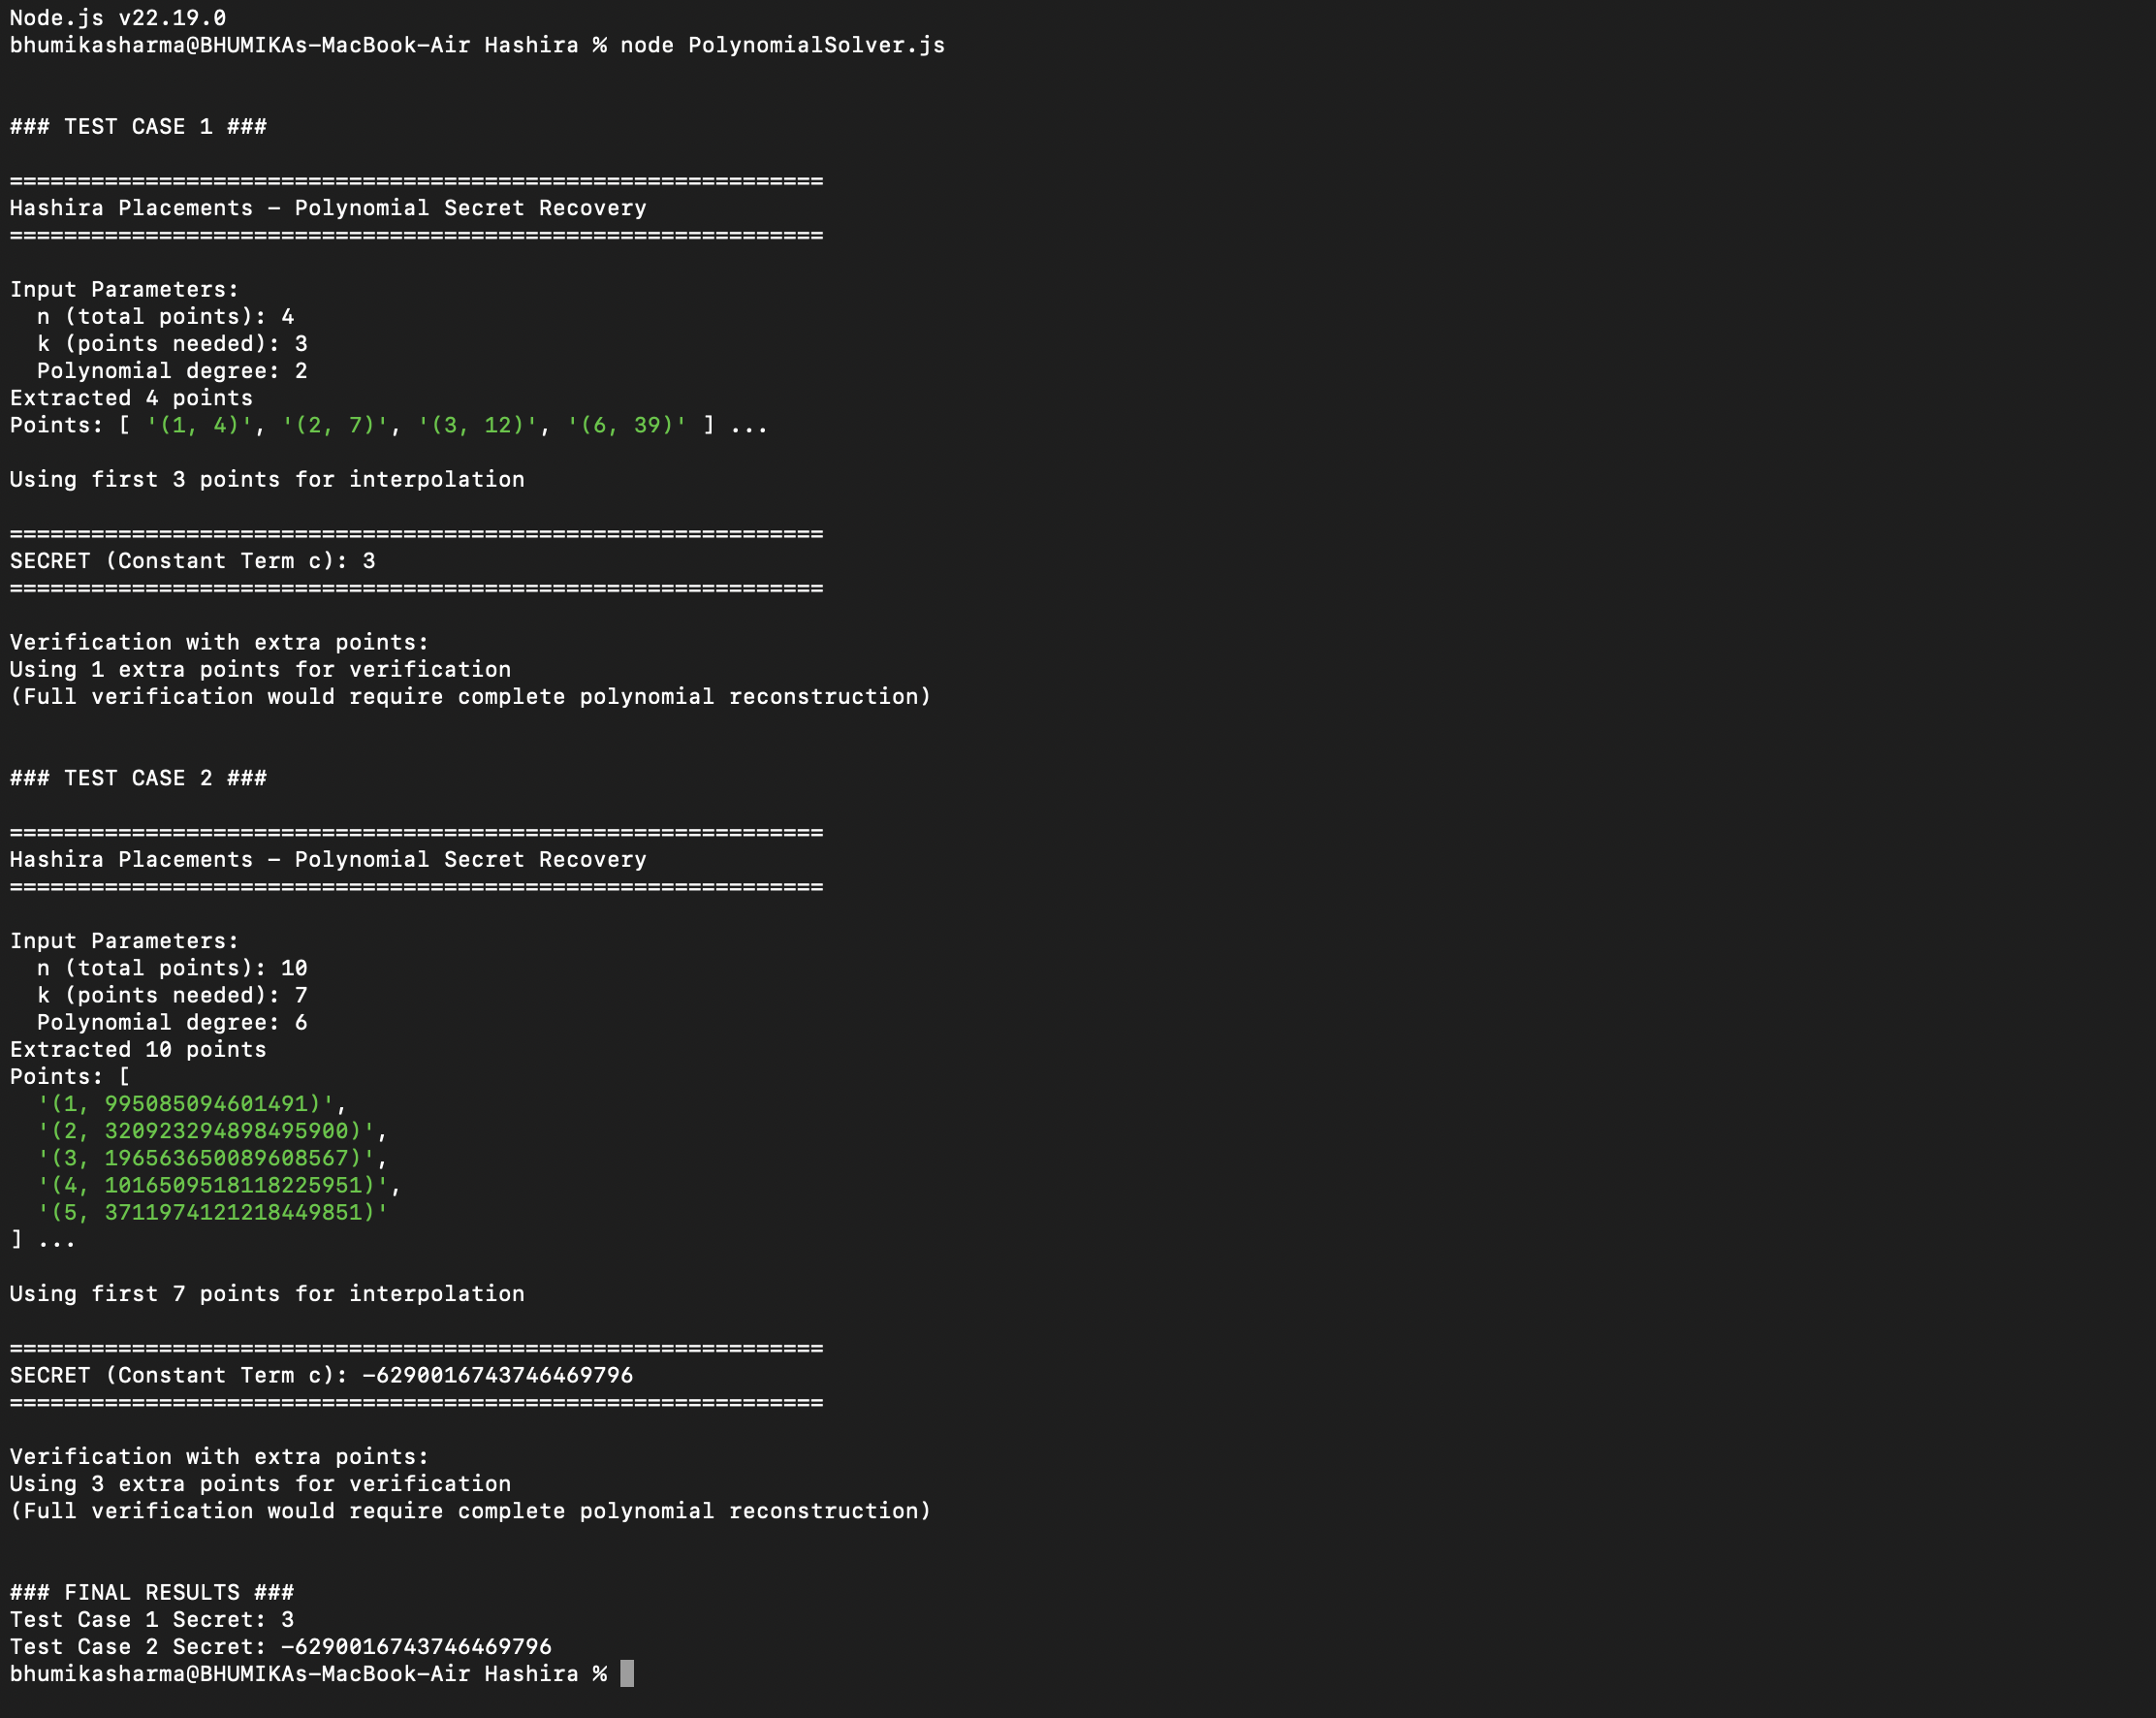 Node.js v22.19.0
bhumikasharma@BHUMIKAs-MacBook-Air Hashira % node PolynomialSolver.js
### TEST CASE 1 ###
============================================================
Hashira Placements - Polynomial Secret Recovery
============================================================
Input Parameters:
  n (total points): 4
  k (points needed): 3
  Polynomial degree: 2
Extracted 4 points
Points: [ '(1, 4)', '(2, 7)', '(3, 12)', '(6, 39)' ] ...
Using first 3 points for interpolation
============================================================
SECRET (Constant Term c): 3
============================================================
Verification with extra points:
Using 1 extra points for verification
(Full verification would require complete polynomial reconstruction)
### TEST CASE 2 ###
============================================================
Hashira Placements - Polynomial Secret Recovery
============================================================
Input Parameters:
  n (total points): 10
  k (points needed): 7
  Polynomial degree: 6
Extracted 10 points
Points: [
  '(1, 995085094601491)',
  '(2, 320923294898495900)',
  '(3, 196563650089608567)',
  '(4, 1016509518118225951)',
  '(5, 3711974121218449851)'
] ...
Using first 7 points for interpolation
============================================================
SECRET (Constant Term c): -6290016743746469796
============================================================
Verification with extra points:
Using 3 extra points for verification
(Full verification would require complete polynomial reconstruction)
### FINAL RESULTS ###
Test Case 1 Secret: 3
Test Case 2 Secret: -6290016743746469796
bhumikasharma@BHUMIKAs-MacBook-Air Hashira %